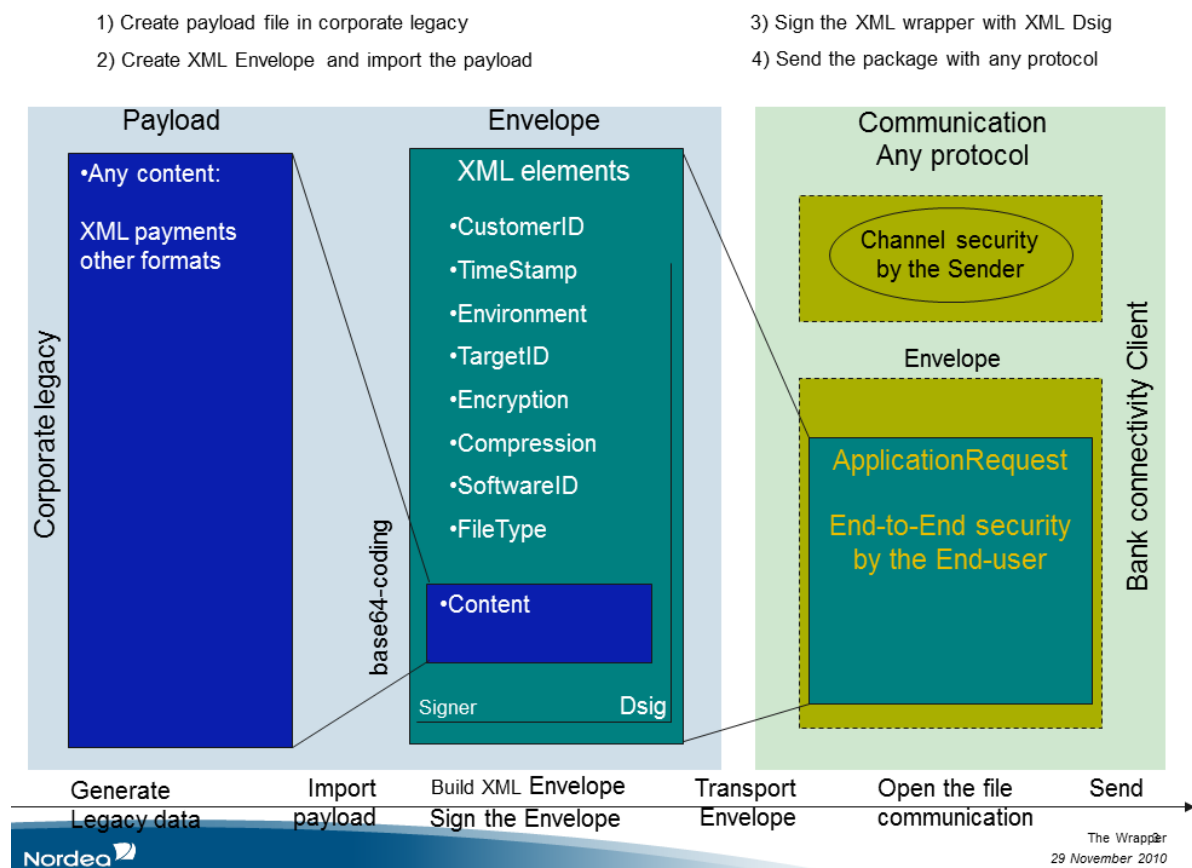 1) Create payload file in corporate legacy
2) Create XML Envelope and import the payload
3) Sign the XML wrapper with XML Dsig
4) Send the package with any protocol
Payload
•Any content:
XML payments
other formats
Corporate legacy
Envelope
XML elements
•CustomerID
•TimeStamp
•Environment
•TargetID
•Encryption
•Compression
•SoftwareID
•FileType
base64-coding
•Content
Signer
Dsig
Communication
Any protocol
Channel security
by the Sender
Envelope
ApplicationRequest
End-to-End security
by the End-user
Bank connectivity Client
Generate
Legacy data
Import
payload
Build XML Envelope
Sign the Envelope
Transport
Envelope
Open the file
communication
Send
Nordea
The Wrapper
3
29 November 2010